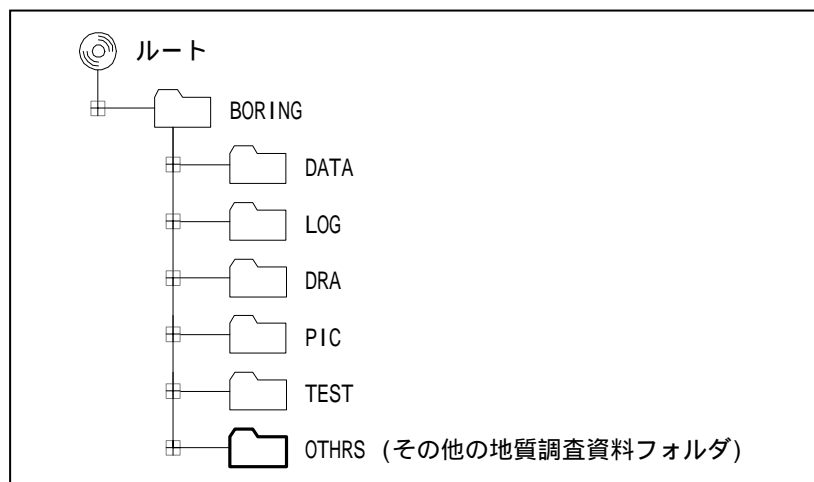 ルート
BORING
DATA
LOG
DRA
PIC
TEST
OTHRS (その他の地質調査資料フォルダ)